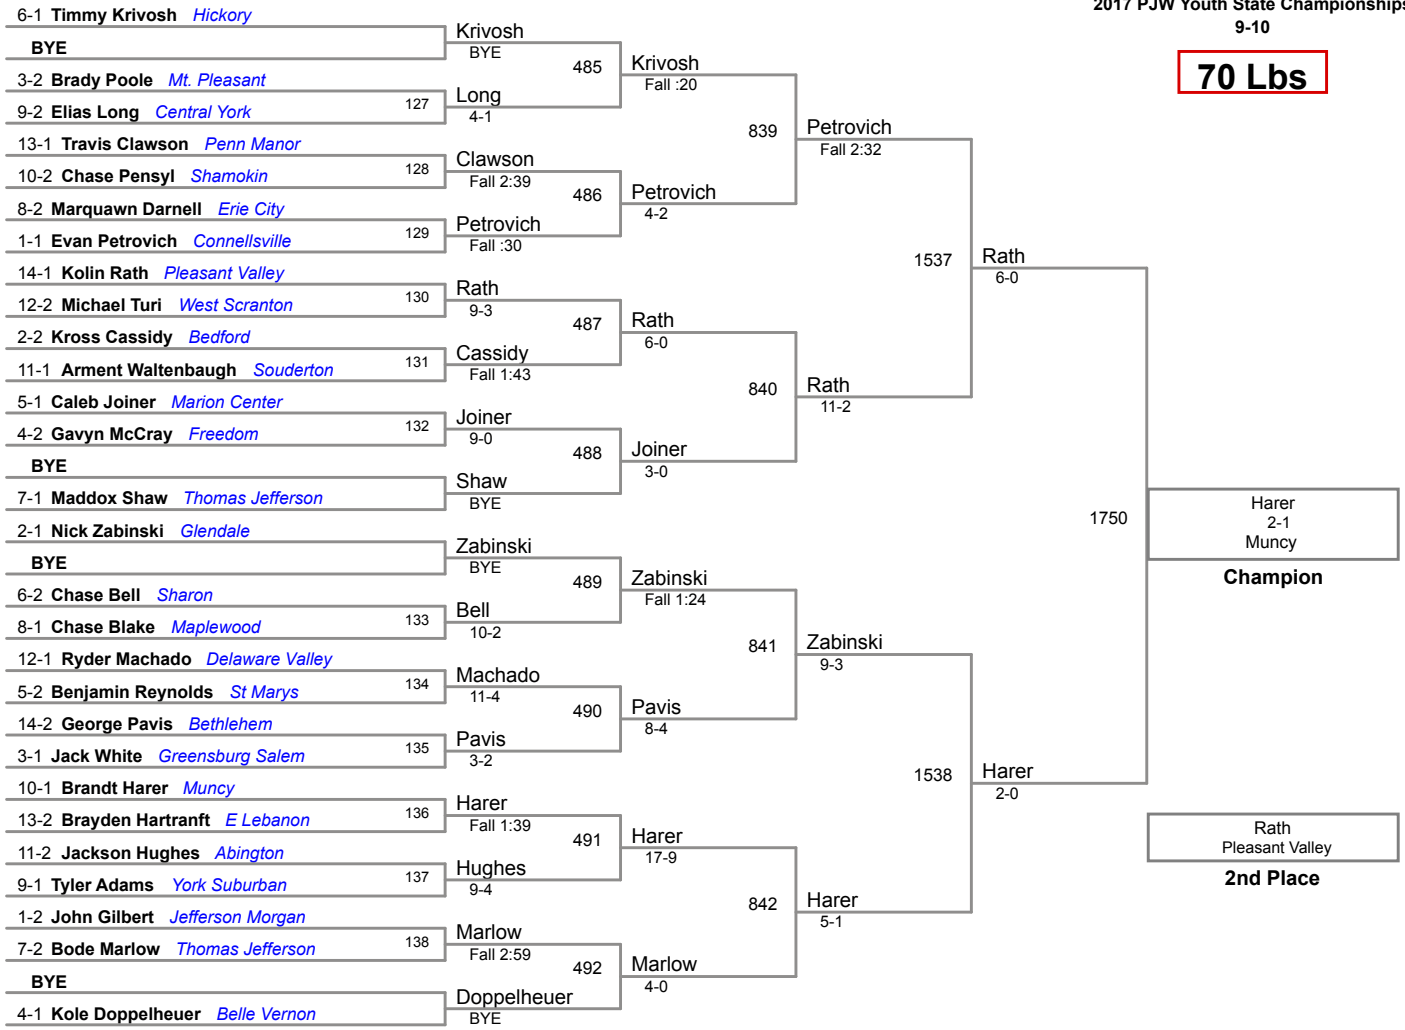 2017 PJW Youth State Championships
9-10
70 Lbs
6-1 Timmy Krivosh Hickory
BYE
3-2 Brady Poole Mt. Pleasant
9-2 Elias Long Central York
13-1 Travis Clawson Penn Manor
10-2 Chase Pensyl Shamokin
8-2 Marquawn Darnell Erie City
1-1 Evan Petrovich Connellsville
14-1 Kolin Rath Pleasant Valley
12-2 Michael Turi West Scranton
2-2 Kross Cassidy Bedford
11-1 Arment Waltenbaugh Souderton
5-1 Caleb Joiner Marion Center
4-2 Gavyn McCray Freedom
BYE
7-1 Maddox Shaw Thomas Jefferson
2-1 Nick Zabinski Glendale
BYE
6-2 Chase Bell Sharon
8-1 Chase Blake Maplewood
12-1 Ryder Machado Delaware Valley
5-2 Benjamin Reynolds St Marys
14-2 George Pavis Bethlehem
3-1 Jack White Greensburg Salem
10-1 Brandt Harer Muncy
13-2 Brayden Hartranft E Lebanon
11-2 Jackson Hughes Abington
9-1 Tyler Adams York Suburban
1-2 John Gilbert Jefferson Morgan
7-2 Bode Marlow Thomas Jefferson
BYE
4-1 Kole Doppelheuer Belle Vernon
127
128
129
130
131
132
133
134
135
136
137
138
Krivosh
BYE
Long
4-1
Clawson
Fall 2:39
Petrovich
Fall :30
Rath
9-3
Cassidy
Fall 1:43
Joiner
9-0
Shaw
BYE
Zabinski
BYE
Bell
10-2
Machado
11-4
Pavis
3-2
Harer
Fall 1:39
Hughes
9-4
Marlow
Fall 2:59
Doppelheuer
BYE
485
486
487
488
489
490
491
492
Krivosh
Fall :20
Petrovich
4-2
Rath
6-0
Joiner
3-0
Zabinski
Fall 1:24
Pavis
8-4
Harer
17-9
Marlow
4-0
839
840
841
842
Petrovich
Fall 2:32
Rath
11-2
Zabinski
9-3
Harer
5-1
1537
1538
Rath
6-0
Harer
2-0
1750
Harer
2-1
Muncy
Champion
Rath
Pleasant Valley
2nd Place